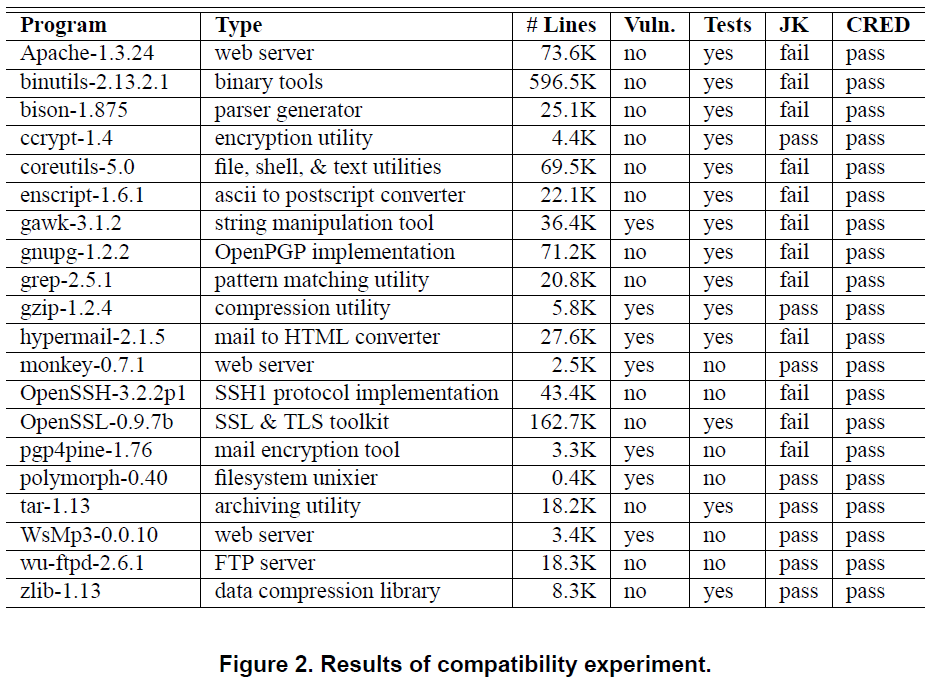 Program Type # Lines Vuln. Tests JK CRED
Apache-1.3.24 web server 73.6K no yes fail pass
binutils-2.13.2.1 binary tools 596.5K no yes fail pass
bison-1.875 parser generator 25.1K no yes fail pass
ccrypt-1.4 encryption utility 4.4K no yes pass pass
coreutils-5.0 file, shell, & text utilities 69.5K no yes fail pass
enscript-1.6.1 ascii to postscript converter 22.1K no yes fail pass
gawk-3.1.2 string manipulation tool 36.4K yes yes fail pass
gnupg-1.2.2 OpenPGP implementation 71.2K no yes fail pass
grep-2.5.1 pattern matching utility 20.8K no yes fail pass
gzip-1.2.4 compression utility 5.8K yes yes pass pass
hypermail-2.1.5 mail to HTML converter 27.6K yes yes fail pass
monkey-0.7.1 web server 2.5K yes no pass pass
OpenSSH-3.2.2p1 SSH1 protocol implementation 43.4K no no fail pass
OpenSSL-0.9.7b SSL & TLS toolkit 162.7K no yes fail pass
pgp4pine-1.76 mail encryption tool 3.3K yes no fail pass
polymorph-0.40 filesystem unixier 0.4K yes no pass pass
tar-1.13 archiving utility 18.2K no yes pass pass
WsMp3-0.0.10 web server 3.4K yes no pass pass
wu-ftpd-2.6.1 FTP server 18.3K no no pass pass
zlib-1.13 data compression library 8.3K no yes pass pass
Figure 2. Results of compatibility experiment.